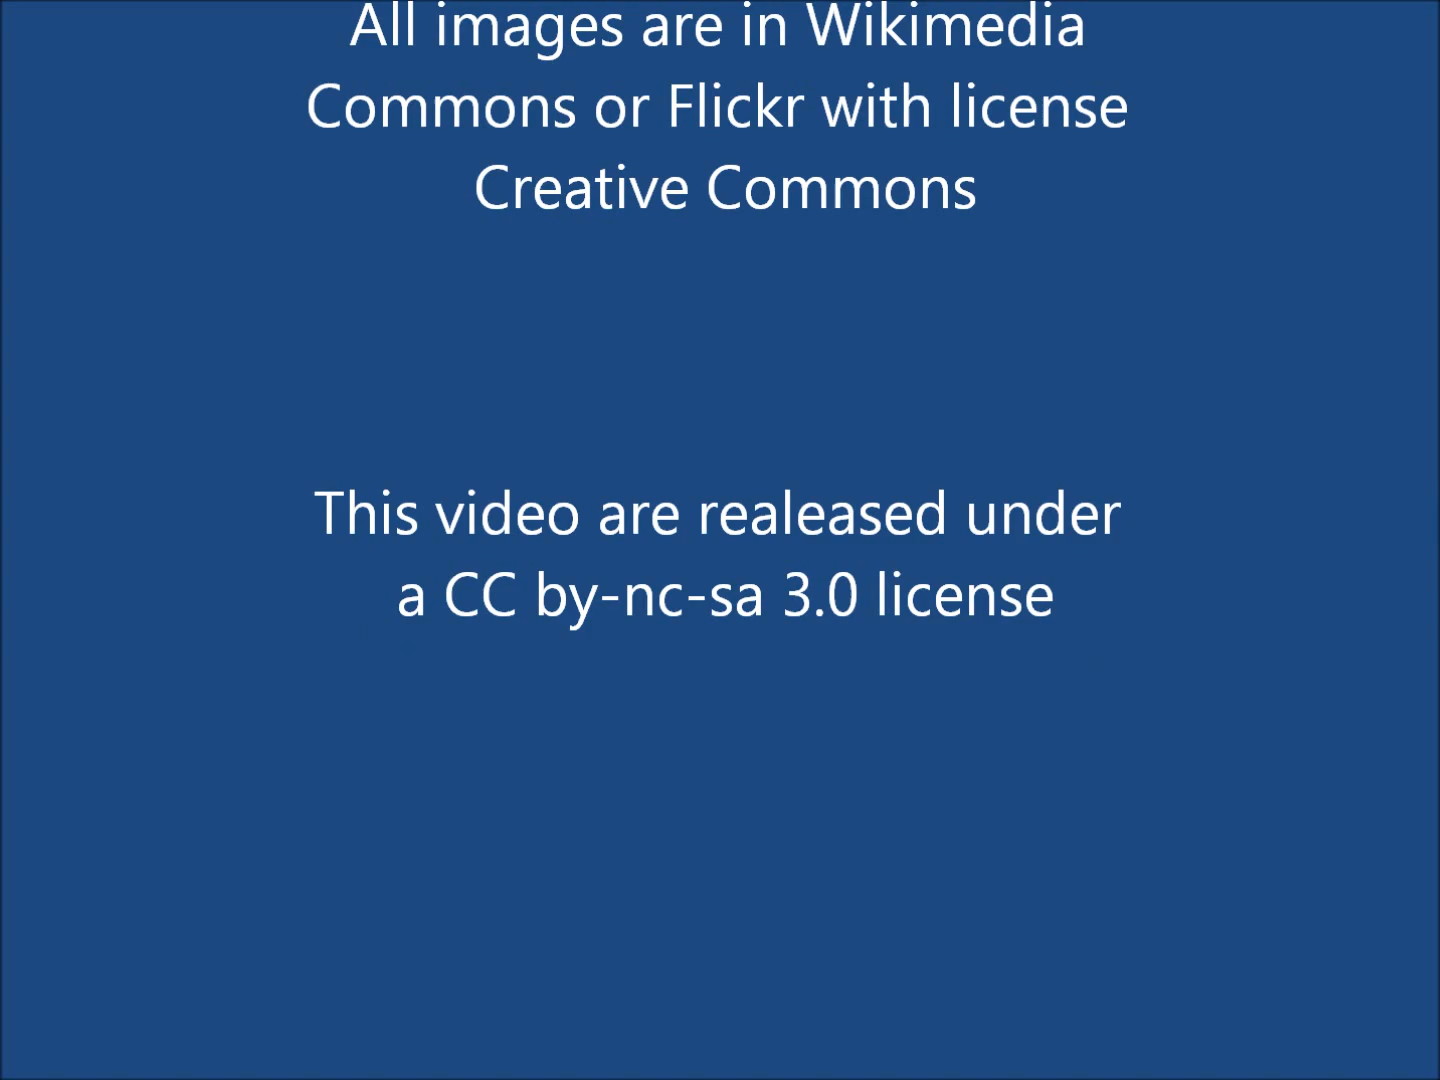 All images are in Wikimedia
Commons or Flickr with license
Creative Commons
This video are realeased under
a CC by-nc-sa 3.0 license